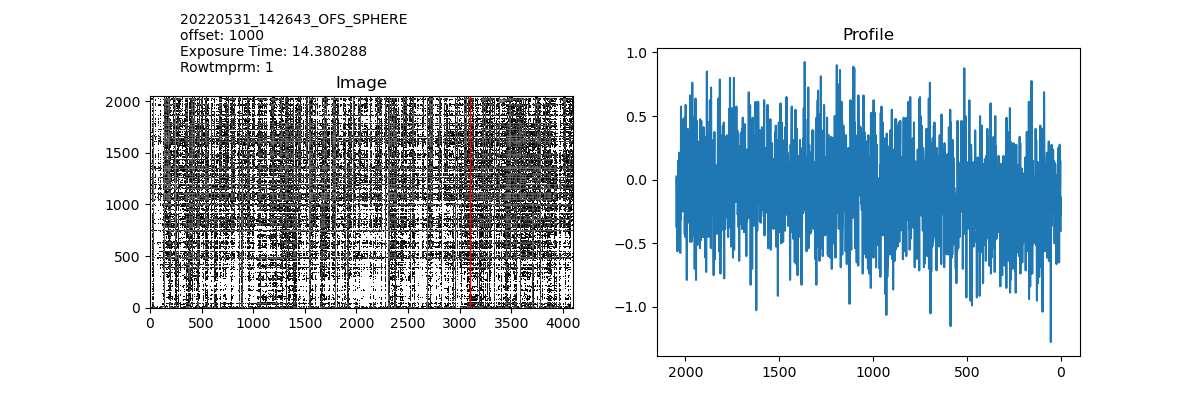 20220531_142643_OFS_SPHERE
offset: 1000
Exposure Time: 14.380288
Rowtmprm: 1
Image
2000
1500
1000
500
0
0 500 1000 1500 2000 2500 3000 3500 4000
Profile
1.0
0.5
0.0
−0.5
−1.0
2000 1500 1000 500 0